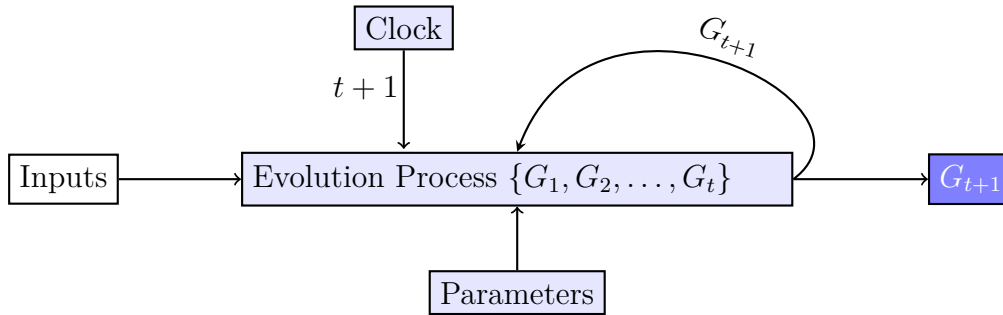 Clock
G_{t+1}
t + 1
Inputs
Evolution Process {G_1, G_2, . . . , G_t}
G_{t+1}
Parameters